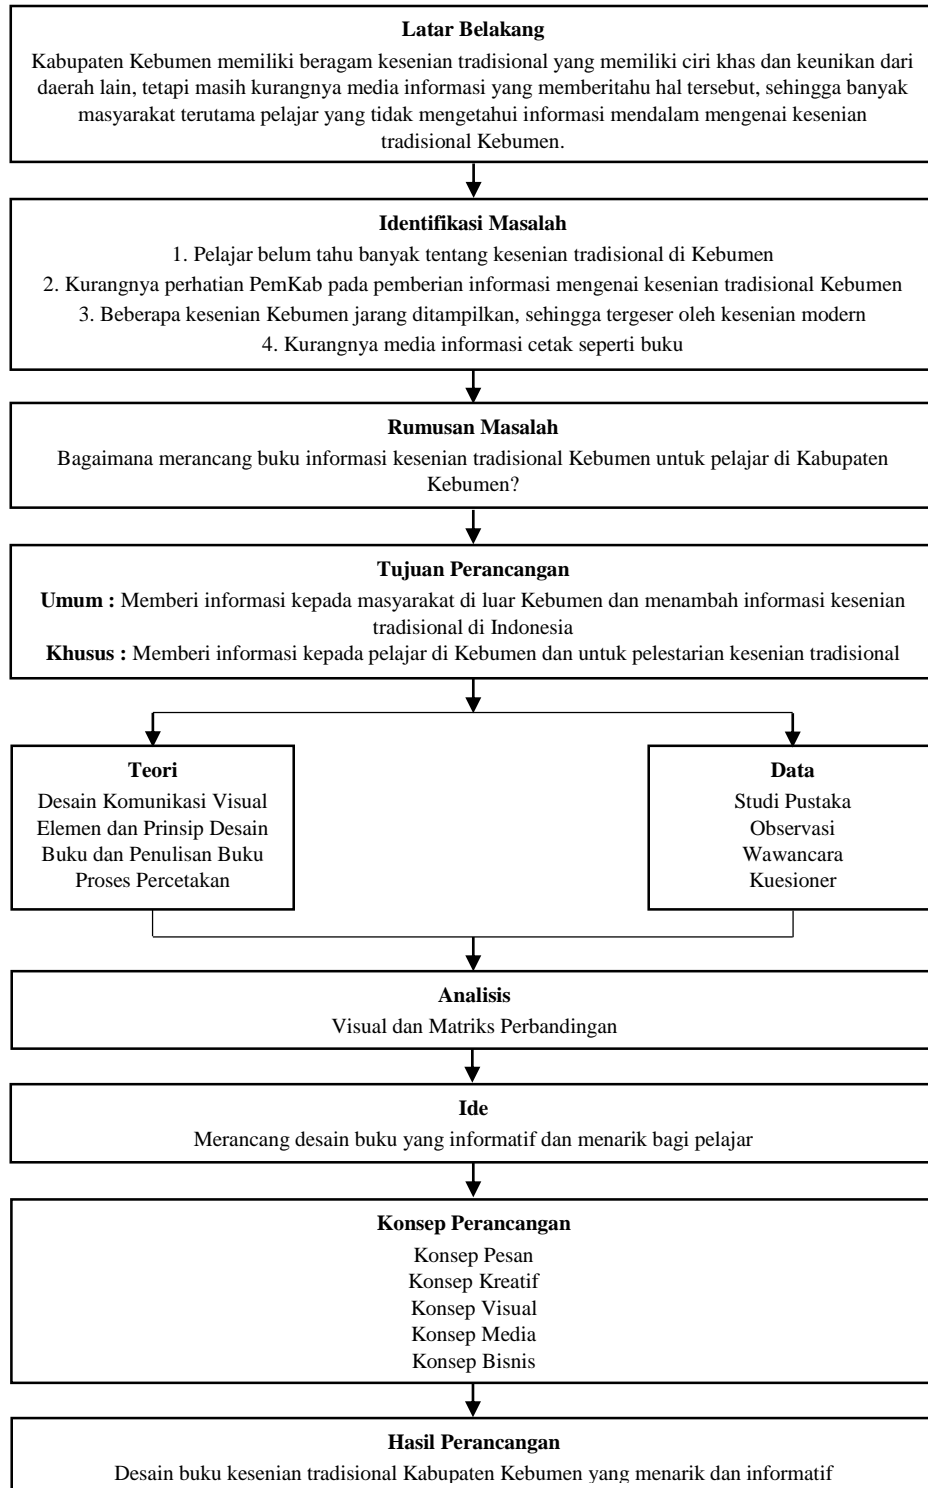 Latar Belakang
Kabupaten Kebumen memiliki beragam kesenian tradisional yang memiliki ciri khas dan keunikan dari
daerah lain, tetapi masih kurangnya media informasi yang memberitahu hal tersebut, sehingga banyak
masyarakat terutama pelajar yang tidak mengetahui informasi mendalam mengenai kesenian
tradisional Kebumen.
Identifikasi Masalah
1. Pelajar belum tahu banyak tentang kesenian tradisional di Kebumen
2. Kurangnya perhatian PemKab pada pemberian informasi mengenai kesenian tradisional Kebumen
3. Beberapa kesenian Kebumen jarang ditampilkan, sehingga tergeser oleh kesenian modern
4. Kurangnya media informasi cetak seperti buku
Rumusan Masalah
Bagaimana merancang buku informasi kesenian tradisional Kebumen untuk pelajar di Kabupaten
Kebumen?
Tujuan Perancangan
Umum : Memberi informasi kepada masyarakat di luar Kebumen dan menambah informasi kesenian
tradisional di Indonesia
Khusus : Memberi informasi kepada pelajar di Kebumen dan untuk pelestarian kesenian tradisional
Teori
Desain Komunikasi Visual
Elemen dan Prinsip Desain
Buku dan Penulisan Buku
Proses Percetakan
Data
Studi Pustaka
Observasi
Wawancara
Kuesioner
Analisis
Visual dan Matriks Perbandingan
Ide
Merancang desain buku yang informatif dan menarik bagi pelajar
Konsep Perancangan
Konsep Pesan
Konsep Kreatif
Konsep Visual
Konsep Media
Konsep Bisnis
Hasil Perancangan
Desain buku kesenian tradisional Kabupaten Kebumen yang menarik dan informatif